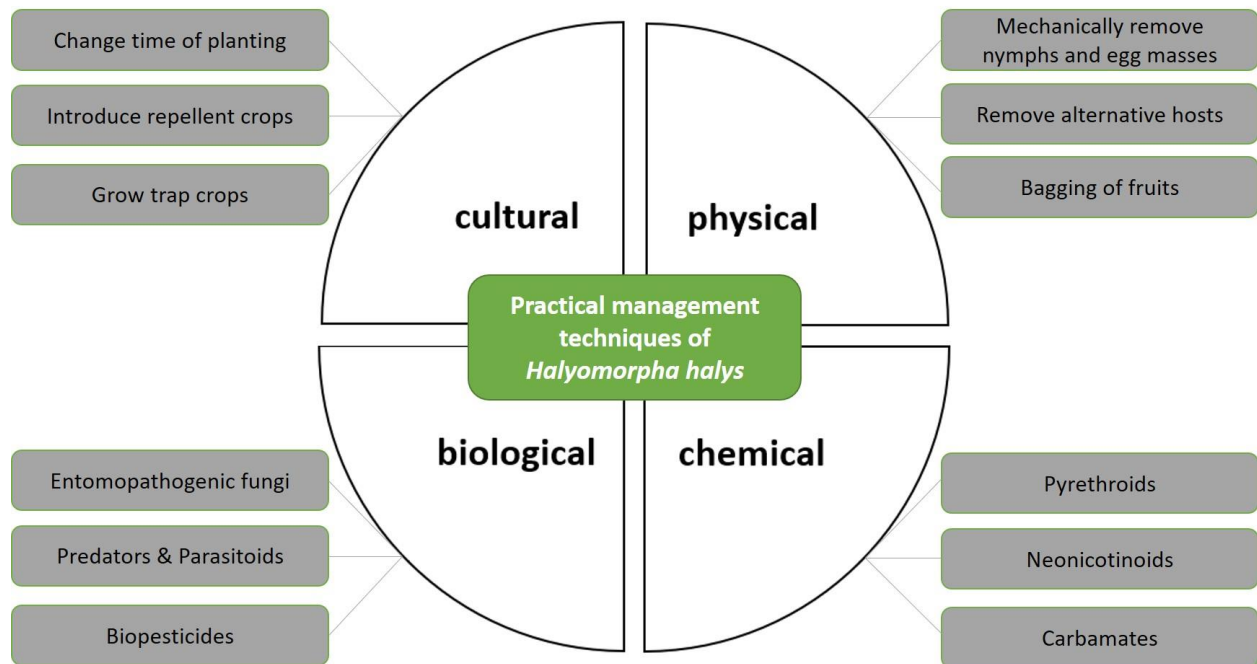 Change time of planting
Introduce repellent crops
Grow trap crops
cultural
Mechanically remove
nymphs and egg masses
Remove alternative hosts
Bagging of fruits
physical
Practical management
techniques of
Halyomorpha halys
biological
Entomopathogenic fungi
Predators & Parasitoids
Biopesticides
chemical
Pyrethroids
Neonicotinoids
Carbamates